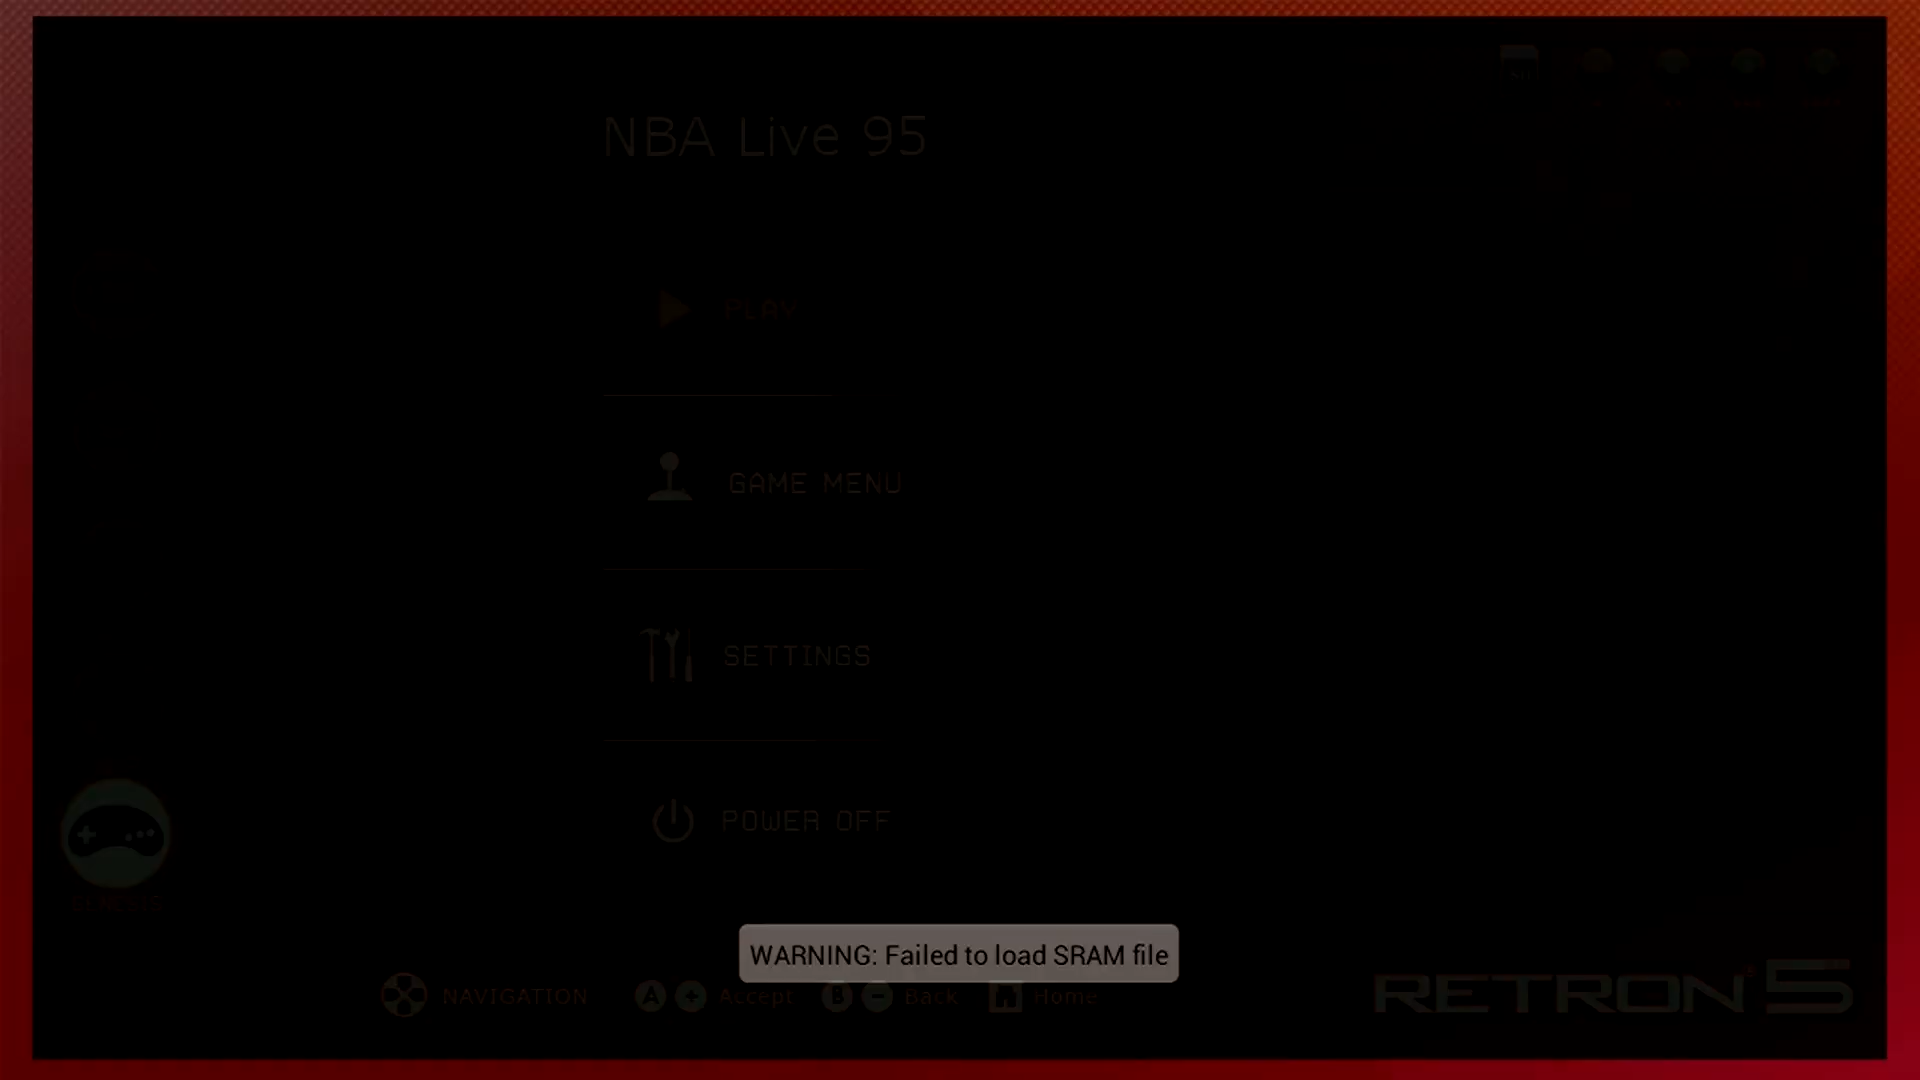 NBA Live 95
PLAY
GAME MENU
SETTINGS
POWER OFF
GENESIS
WARNING: Failed to load SRAM file
NAVIGATION
A + Accept
B - Back
Home
RETRON 5